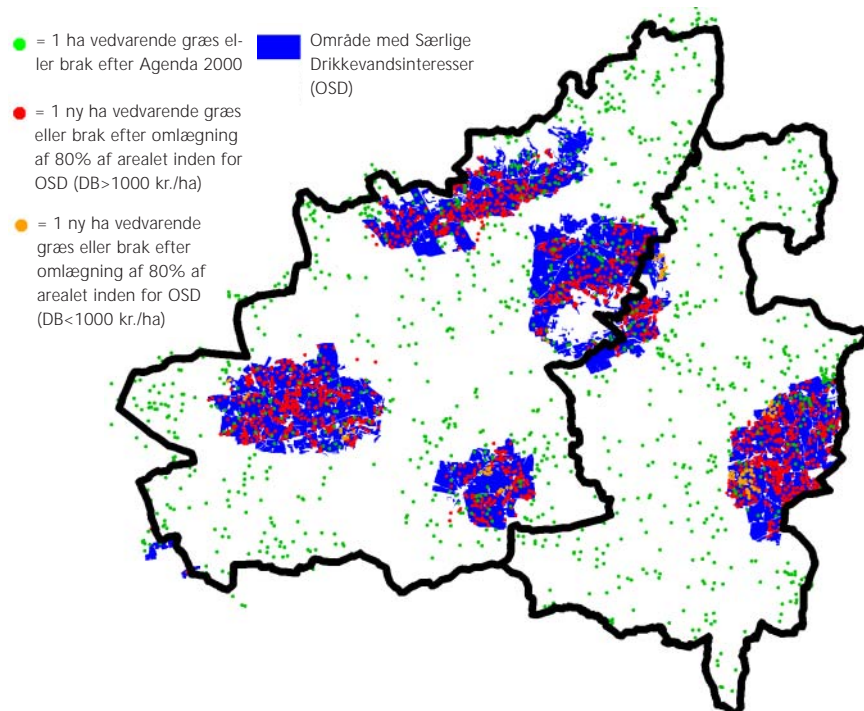 = 1 ha vedvarende græs el-
ler brak efter Agenda 2000
= 1 ny ha vedvarende græs
eller brak efter omlægning
af 80% af arealet inden for
OSD (DB>1000 kr./ha)
= 1 ny ha vedvarende
græs eller brak efter
omlægning af 80% af
arealet inden for OSD
(DB<1000 kr./ha)
Område med Særlige
Drikkevandsinteresser
(OSD)